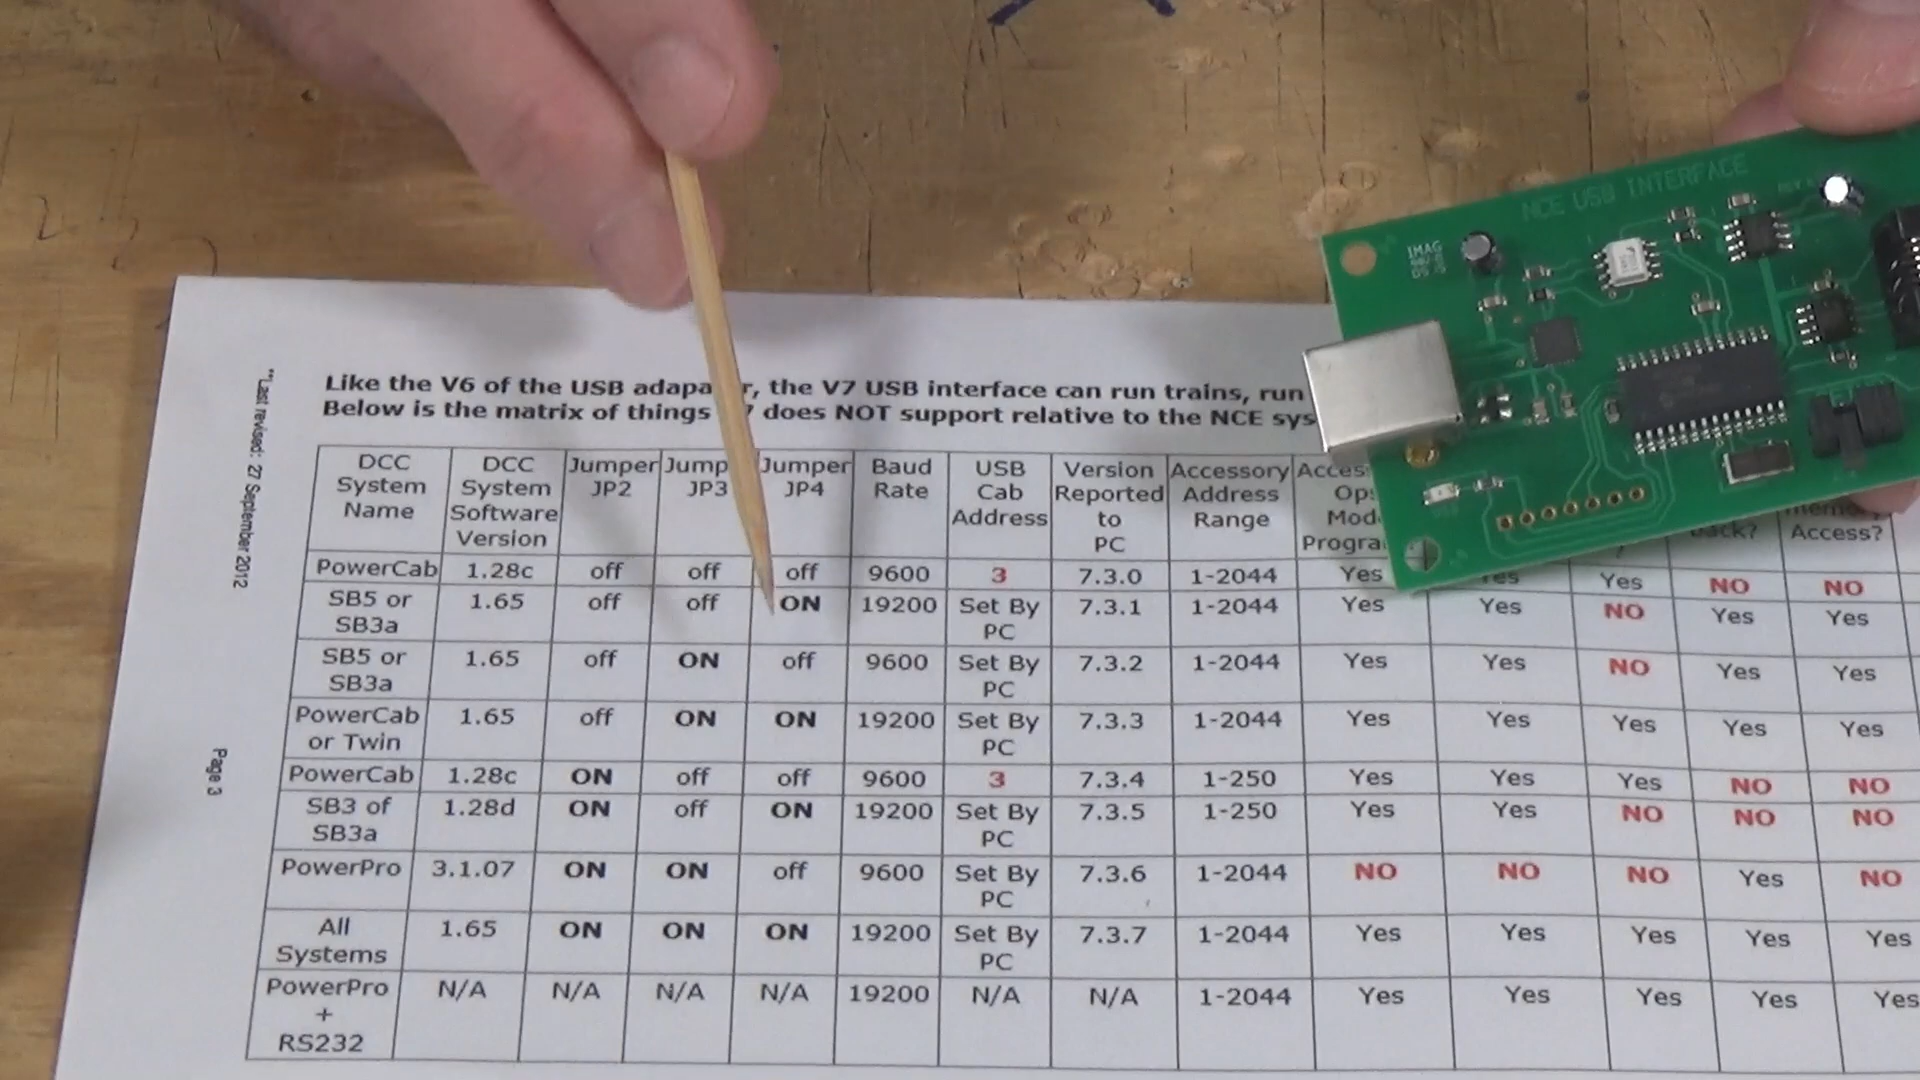 NCE USB INTERFACE
IMAG
Like the V6 of the USB adapa r, the V7 USB interface can run trains, run
Below is the matrix of things 7 does NOT support relative to the NCE sys
**Last revised: 27 September 2012
Page 3
DCC System Name | DCC System Software Version | Jumper JP2 | Jump JP3 | Jumper JP4 | Baud Rate | USB Cab Address | Version Reported to PC | Accessory Address Range | Acces Ops Mod Progra | Access?
PowerCab 1.28c off off off 9600 3 7.3.0 1-2044 Yes Yes Yes NO NO
SB5 or SB3a 1.65 off off ON 19200 Set By PC 7.3.1 1-2044 Yes Yes NO Yes Yes
SB5 or SB3a 1.65 off ON off 9600 Set By PC 7.3.2 1-2044 Yes Yes NO Yes Yes
PowerCab or Twin 1.65 off ON ON 19200 Set By PC 7.3.3 1-2044 Yes Yes Yes Yes Yes
PowerCab 1.28c ON off off 9600 3 7.3.4 1-250 Yes Yes Yes NO NO
SB3 of SB3a 1.28d ON off ON 19200 Set By PC 7.3.5 1-250 Yes Yes NO NO NO
PowerPro 3.1.07 ON ON off 9600 Set By PC 7.3.6 1-2044 NO NO NO Yes NO
All Systems 1.65 ON ON ON 19200 Set By PC 7.3.7 1-2044 Yes Yes Yes Yes Yes
PowerPro + RS232 N/A N/A N/A N/A 19200 N/A N/A 1-2044 Yes Yes Yes Yes Yes